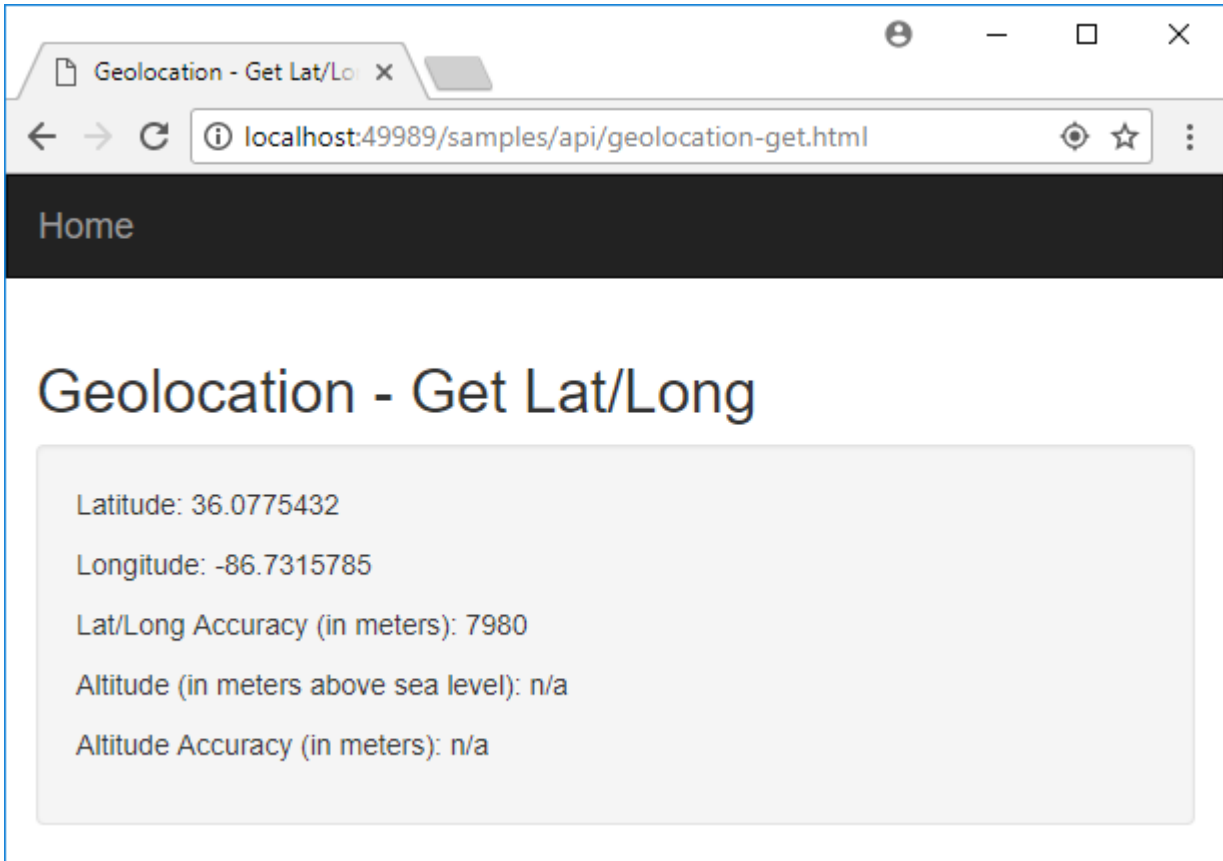 Geolocation - Get Lat/Lo
localhost:49989/samples/api/geolocation-get.html
Home
Geolocation - Get Lat/Long
Latitude: 36.0775432
Longitude: -86.7315785
Lat/Long Accuracy (in meters): 7980
Altitude (in meters above sea level): n/a
Altitude Accuracy (in meters): n/a